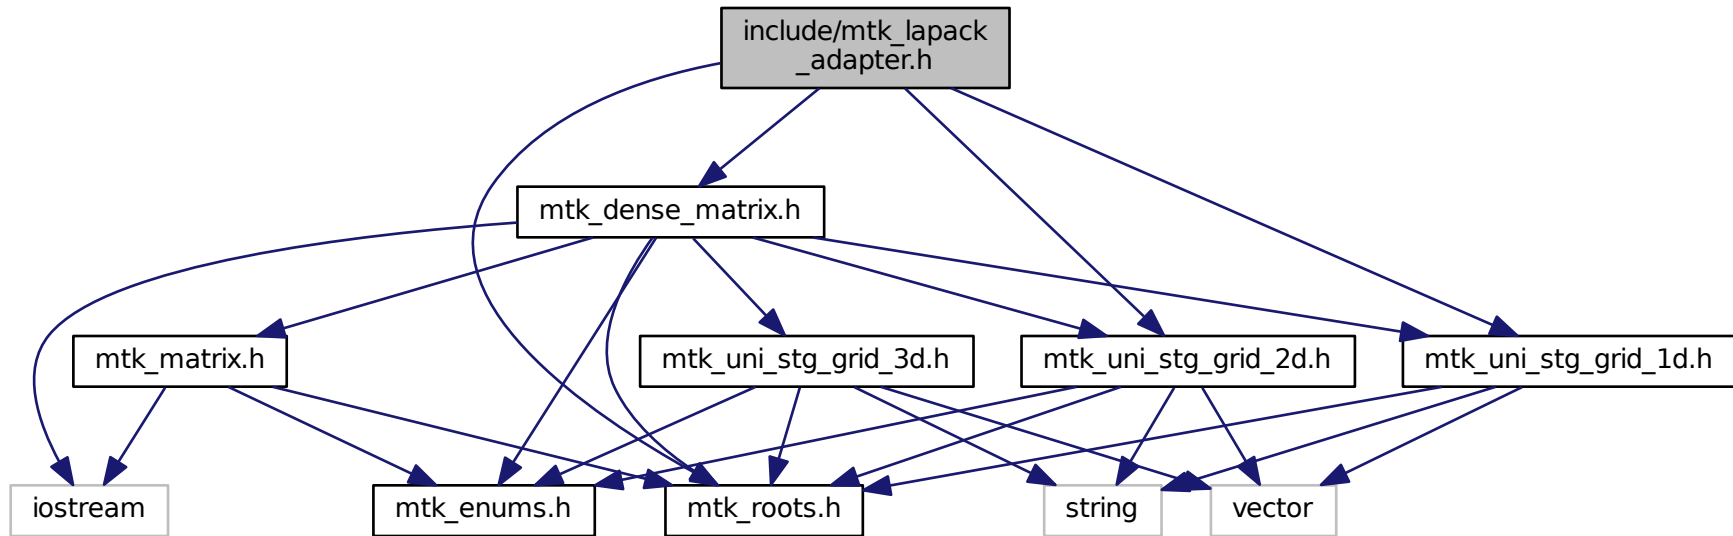 include/mtk_lapack
_adapter.h
mtk_dense_matrix.h
mtk_matrix.h
mtk_uni_stg_grid_3d.h
mtk_uni_stg_grid_2d.h
mtk_uni_stg_grid_1d.h
iostream
mtk_enums.h
mtk_roots.h
string
vector